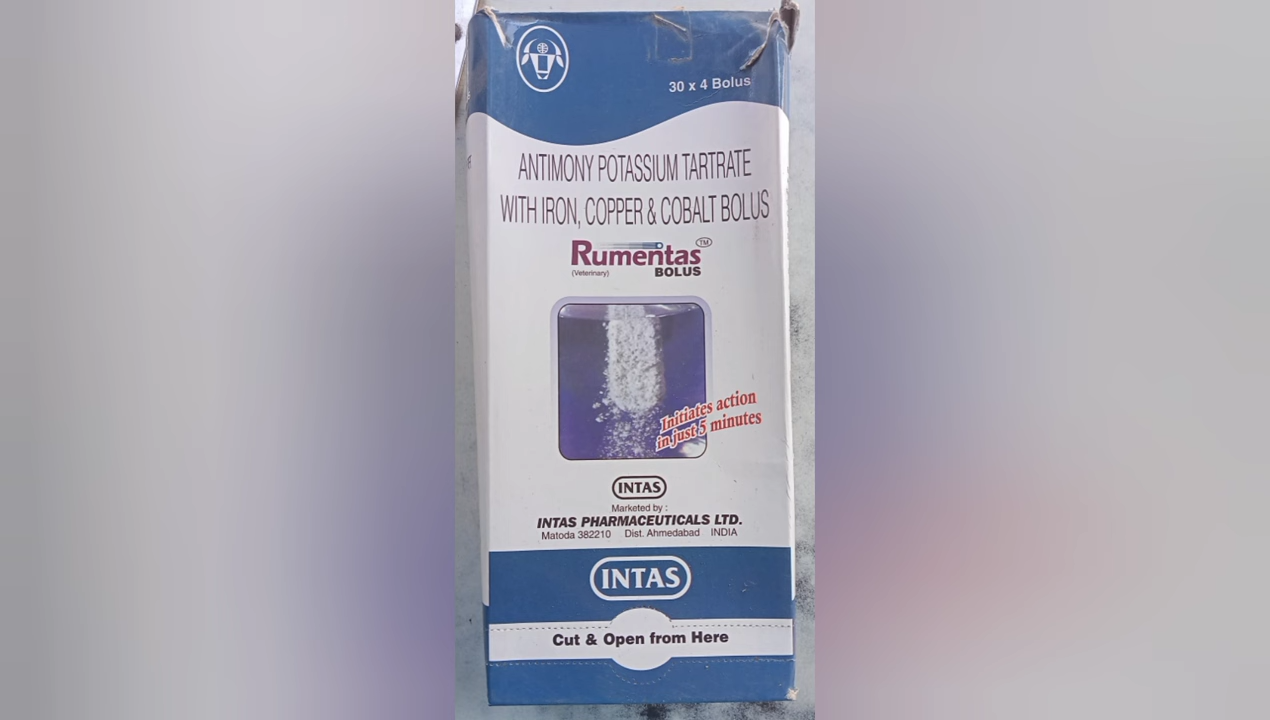 30 x 4 Bolus
ANTIMONY POTASSIUM TARTRATE
WITH IRON, COPPER & COBALT BOLUS
Rumentas TM
(Veterinary) BOLUS
Initiates action
in just 5 minutes
INTAS
Marketed by :
INTAS PHARMACEUTICALS LTD.
Matoda 382210 Dist. Ahmedabad INDIA
INTAS
Cut & Open from Here